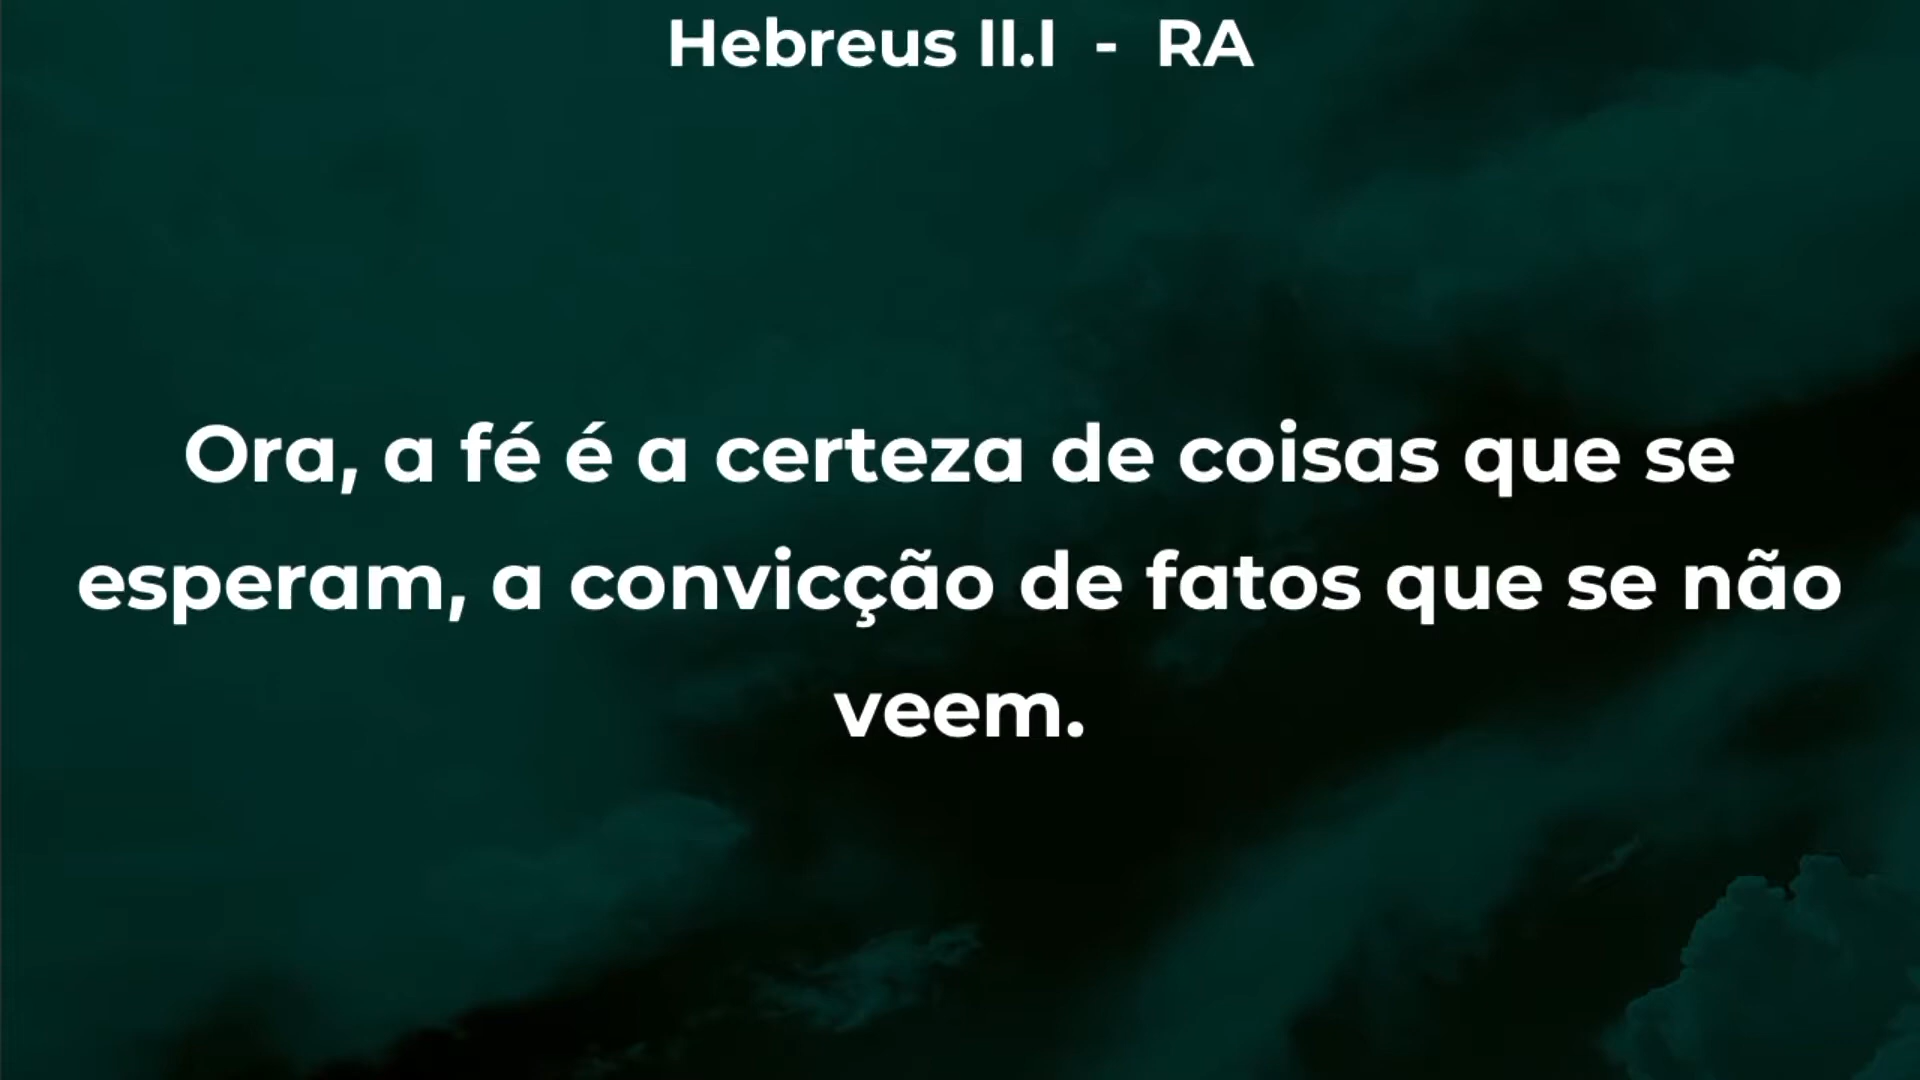 Hebreus II.I - RA
Ora, a fé é a certeza de coisas que se
esperam, a convicção de fatos que se não
veem.